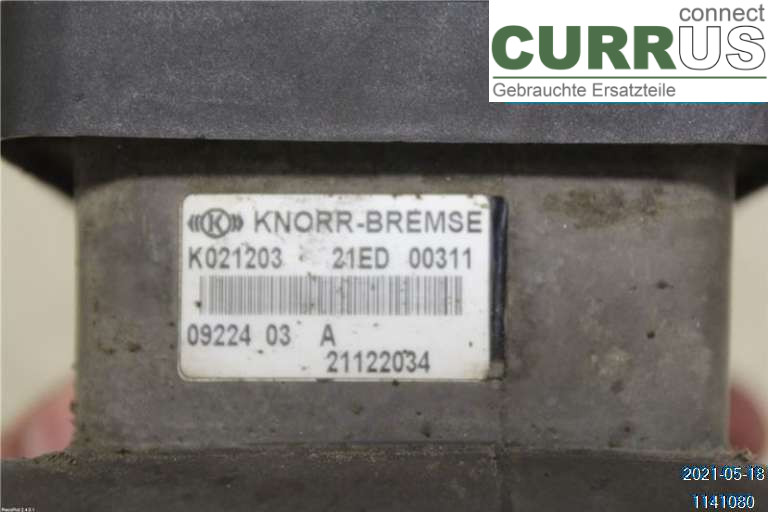 connect
CURRUS
Gebrauchte Ersatzteile
((K)) KNORR-BREMSE
K021203 21ED 00311
09224 03 A
21122034
2021-05-18
1141080